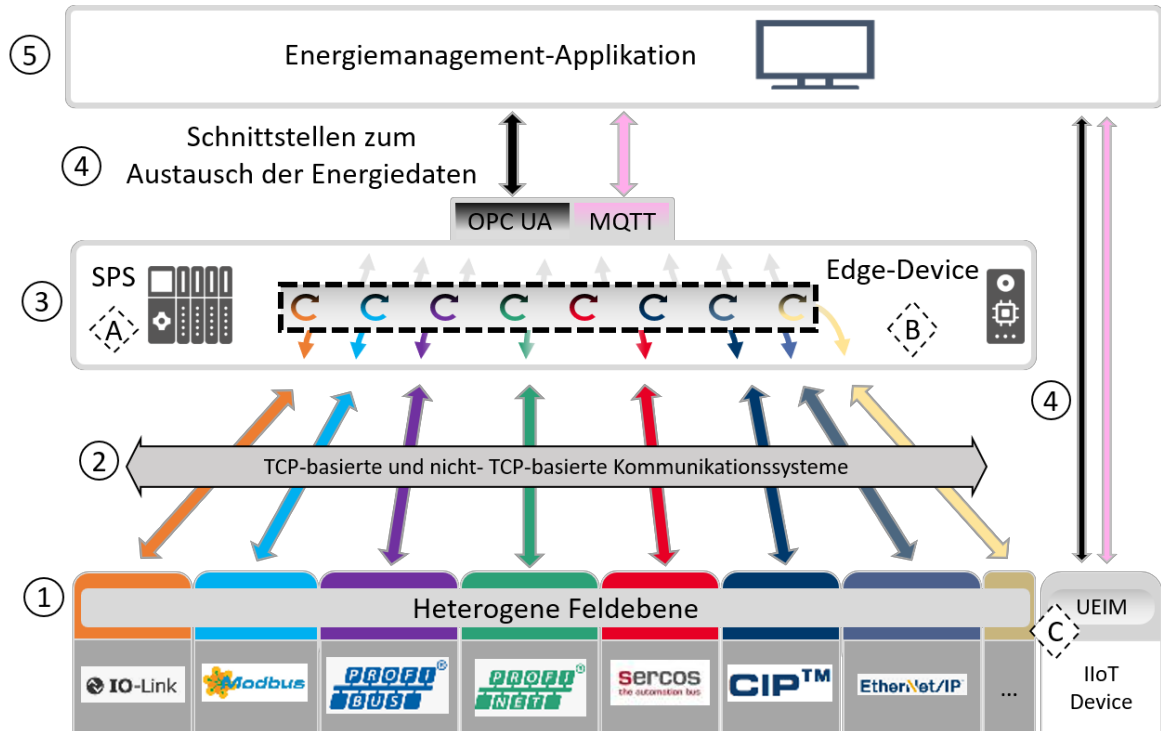 5
Energiemanagement-Applikation
4
Schnittstellen zum
Austausch der Energiedaten
OPC UA
MQTT
3
SPS
A
Edge-Device
B
4
2
TCP-basierte und nicht- TCP-basierte Kommunikationssysteme
1
Heterogene Feldebene
UEIM
C
IO-Link
Modbus
PROFI
BUS
®
PROFI
NET
®
sercos
the automation bus
CIP™
EtherNet/IP
...
IIoT
Device